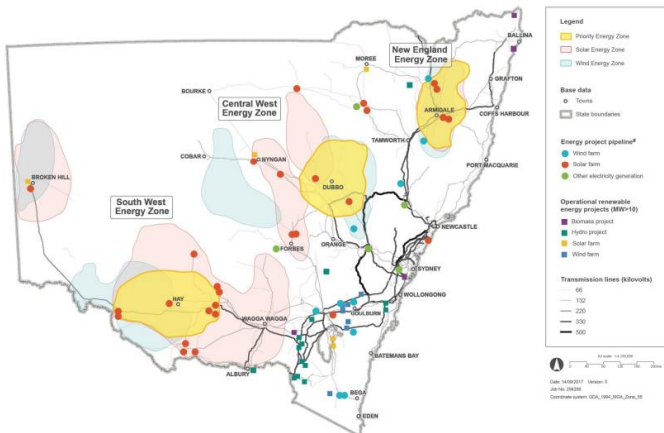 New England
Energy Zone
Central West
Energy Zone
South West
Energy Zone
BALLINA
MOREE
GRAFTON
BOURKE
ARMIDALE
COFFS HARBOUR
TAMWORTH
COBAR
NYNGAN
PORT MACQUARIE
BROKEN HILL
DUBBO
NEWCASTLE
ORANGE
FORBES
SYDNEY
HAY
WOLLONGONG
WAGGA WAGGA
GOULBURN
BATEMANS BAY
ALBURY
BEGA
EDEN
Legend
Priority Energy Zone
Solar Energy Zone
Wind Energy Zone
Base data
Towns
State boundaries
Energy project pipeline#
Wind farm
Solar farm
Other electricity generation
Operational renewable
energy projects (MW>10)
Biomass project
Hydro project
Solar farm
Wind farm
Transmission lines (kilovolts)
66
132
220
330
500
Coordinate system: GDA_1994_MGA_Zone_55